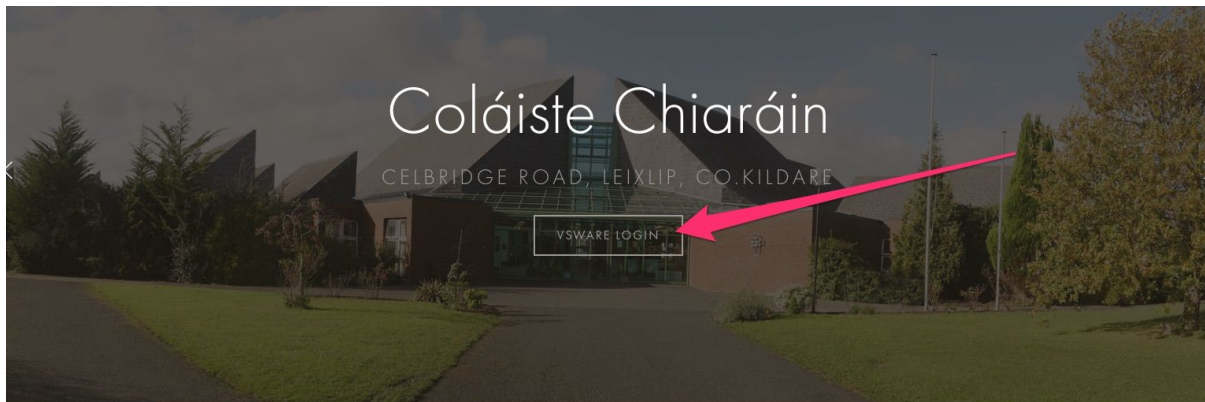 Coláiste Chiaráin
CELBRIDGE ROAD, LEIXLIP, CO.KILDARE
VSWARE LOGIN